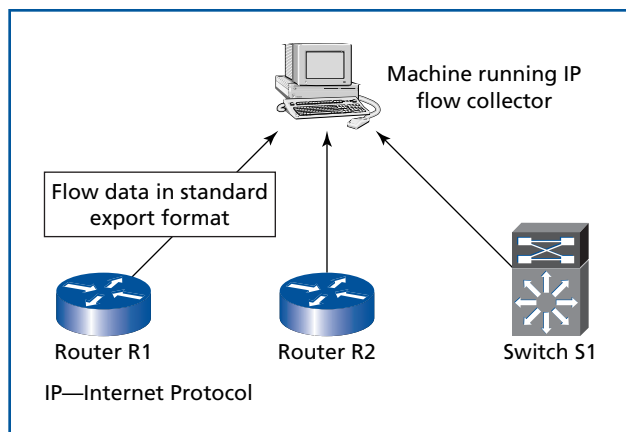 Machine running IP
flow collector
Flow data in standard
export format
Router R1
Router R2
Switch S1
IP—Internet Protocol